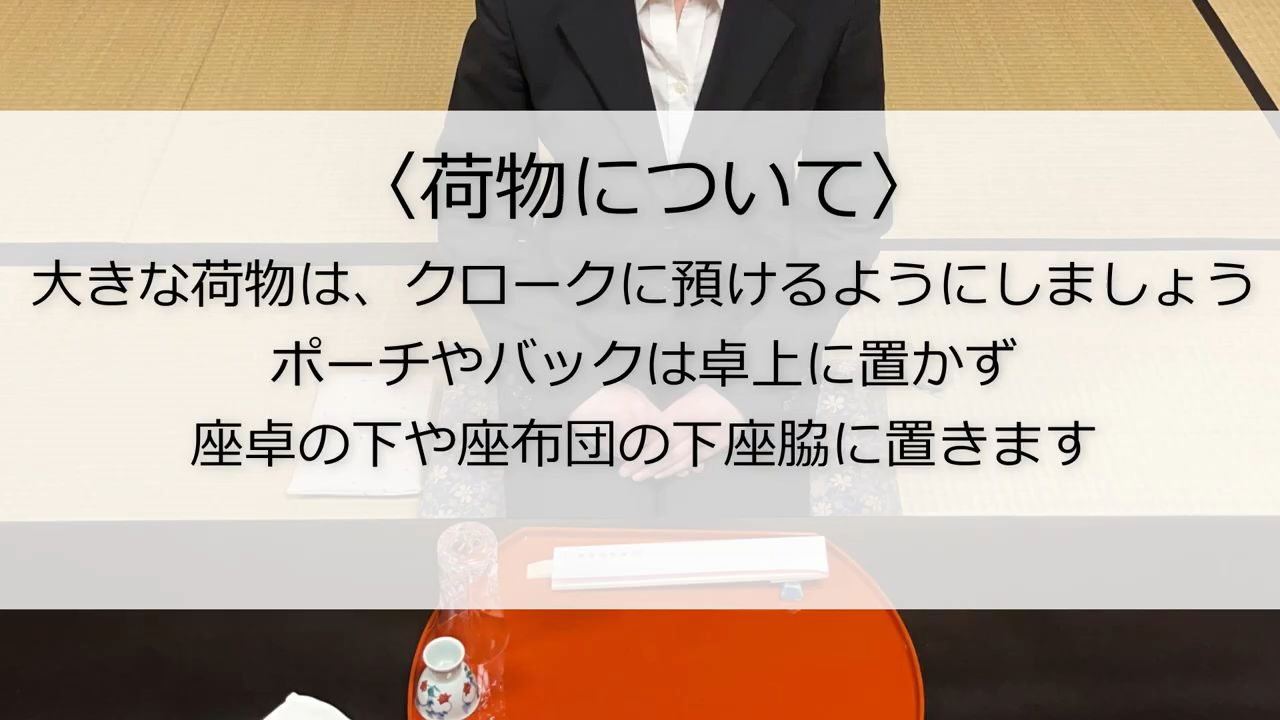 〈荷物について〉
大きな荷物は、クロークに預けるようにしましょう
ポーチやバックは卓上に置かず
座卓の下や座布団の下座脇に置きます